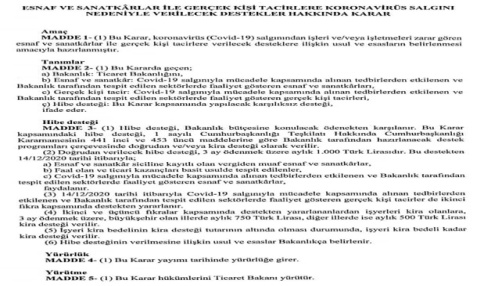 ESNAF VE SANATKÂRLAR İLE GERÇEK KİŞİ TACİRLERE KORONAVİRÜS SALGINI
NEDENİYLE VERİLECEK DESTEKLER HAKKINDA KARAR
Amaç
MADDE 1- (1) Bu Karar, koronavirüs (Covid-19) salgınından işleri ve/veya işletmeleri zarar gören
esnaf ve sanatkârlar ile gerçek kişi tacirlere verilecek desteklere ilişkin usul ve esasların belirlenmesi
amacıyla hazırlanmıştır.
Tanımlar
MADDE 2- (1) Bu Kararda geçen;
a) Bakanlık: Ticaret Bakanlığını,
b) Esnaf ve sanatkâr: Covid-19 salgınıyla mücadele kapsamında alınan tedbirlerden etkilenen ve
Bakanlık tarafından tespit edilen sektörlerde faaliyet gösteren esnaf ve sanatkârları,
c) Gerçek kişi tacir: Covid-19 salgınıyla mücadele kapsamında alınan tedbirlerden etkilenen ve
Bakanlık tarafından tespit edilen sektörlerde faaliyet gösteren gerçek kişi tacirleri,
ç) Hibe desteği: Bu Karar kapsamında yapılacak karşılıksız desteği,
ifade eder.
Hibe desteği
MADDE 3- (1) Hibe desteği, Bakanlık bütçesine konulacak ödenekten karşılanır. Bu Karar
kapsamındaki hibe desteği, 1 sayılı Cumhurbaşkanlığı Teşkilatı Hakkında Cumhurbaşkanlığı
Kararnamesinin 441 inci ve 453 üncü maddelerine göre Bakanlık tarafından hazırlanacak destek
programları çerçevesinde doğrudan ve/veya kira desteği olarak verilir.
(2) Doğrudan verilecek hibe desteği, 3 ay ödenmek üzere aylık 1.000 Türk Lirasıdır. Bu destekten
14/12/2020 tarihi itibarıyla;
a) Esnaf ve sanatkâr siciline kayıtlı olan vergiden muaf esnaf ve sanatkârlar,
b) Faal olan ve ticari kazançları basit usulde tespit edilenler,
c) Covid-19 salgınıyla mücadele kapsamında alınan tedbirlerden etkilenen ve Bakanlık tarafından
tespit edilen sektörlerde faaliyet gösteren esnaf ve sanatkârlar,
faydalanır.
(3) 14/12/2020 tarihi itibarıyla Covid-19 salgınıyla mücadele kapsamında alınan tedbirlerden
etkilenen ve Bakanlık tarafından tespit edilen sektörlerde faaliyet gösteren gerçek kişi tacirler de ikinci
fıkra kapsamında destekten yararlanır.
(4) İkinci ve üçüncü fıkralar kapsamında destekten yararlananlardan işyerleri kira olanlara,
3 ay ödenmek üzere, büyükşehir olan illerde aylık 750 Türk Lirası, diğer illerde ise aylık 500 Türk Lirası
kira desteği verilir.
(5) İşyeri kira bedelinin kira desteği tutarının altında olması durumunda, işyeri kira bedeli kadar
kira desteği verilir.
(6) Hibe desteğinin verilmesine ilişkin usul ve esaslar Bakanlıkça belirlenir.
Yürürlük
MADDE 4- (1) Bu Karar yayımı tarihinde yürürlüğe girer.
Yürütme
MADDE 5- (1) Bu Karar hükümlerini Ticaret Bakanı yürütür.